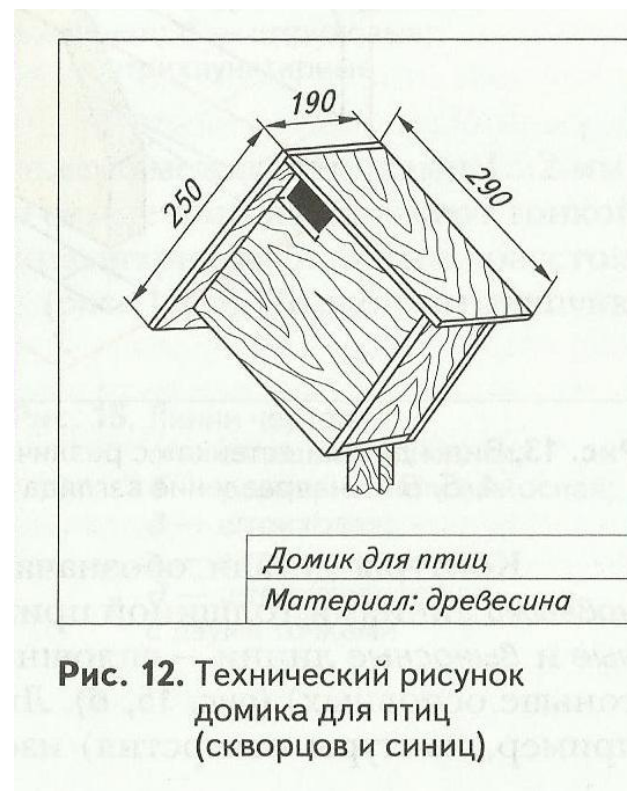 190
250
290
Домик для птиц
Материал: древесина
Рис. 12. Технический рисунок
домика для птиц
(скворцов и синиц)